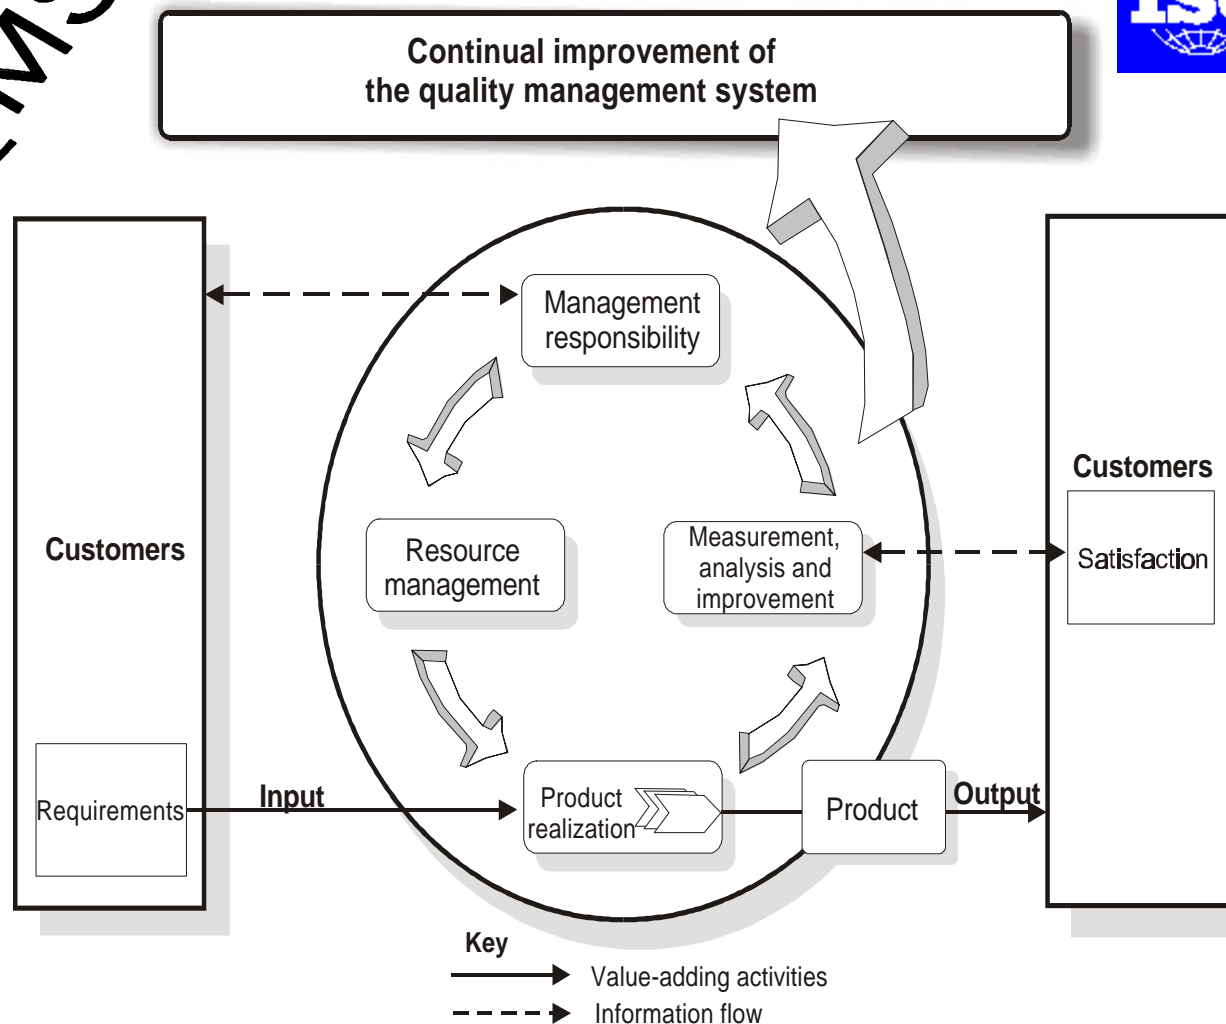 Continual improvement of
the quality management system
Management
responsibility
Customers
Satisfaction
Customers
Resource
management
Measurement,
analysis and
improvement
Requirements
Input
Product
realization
Product
Output
Key
Value-adding activities
Information flow